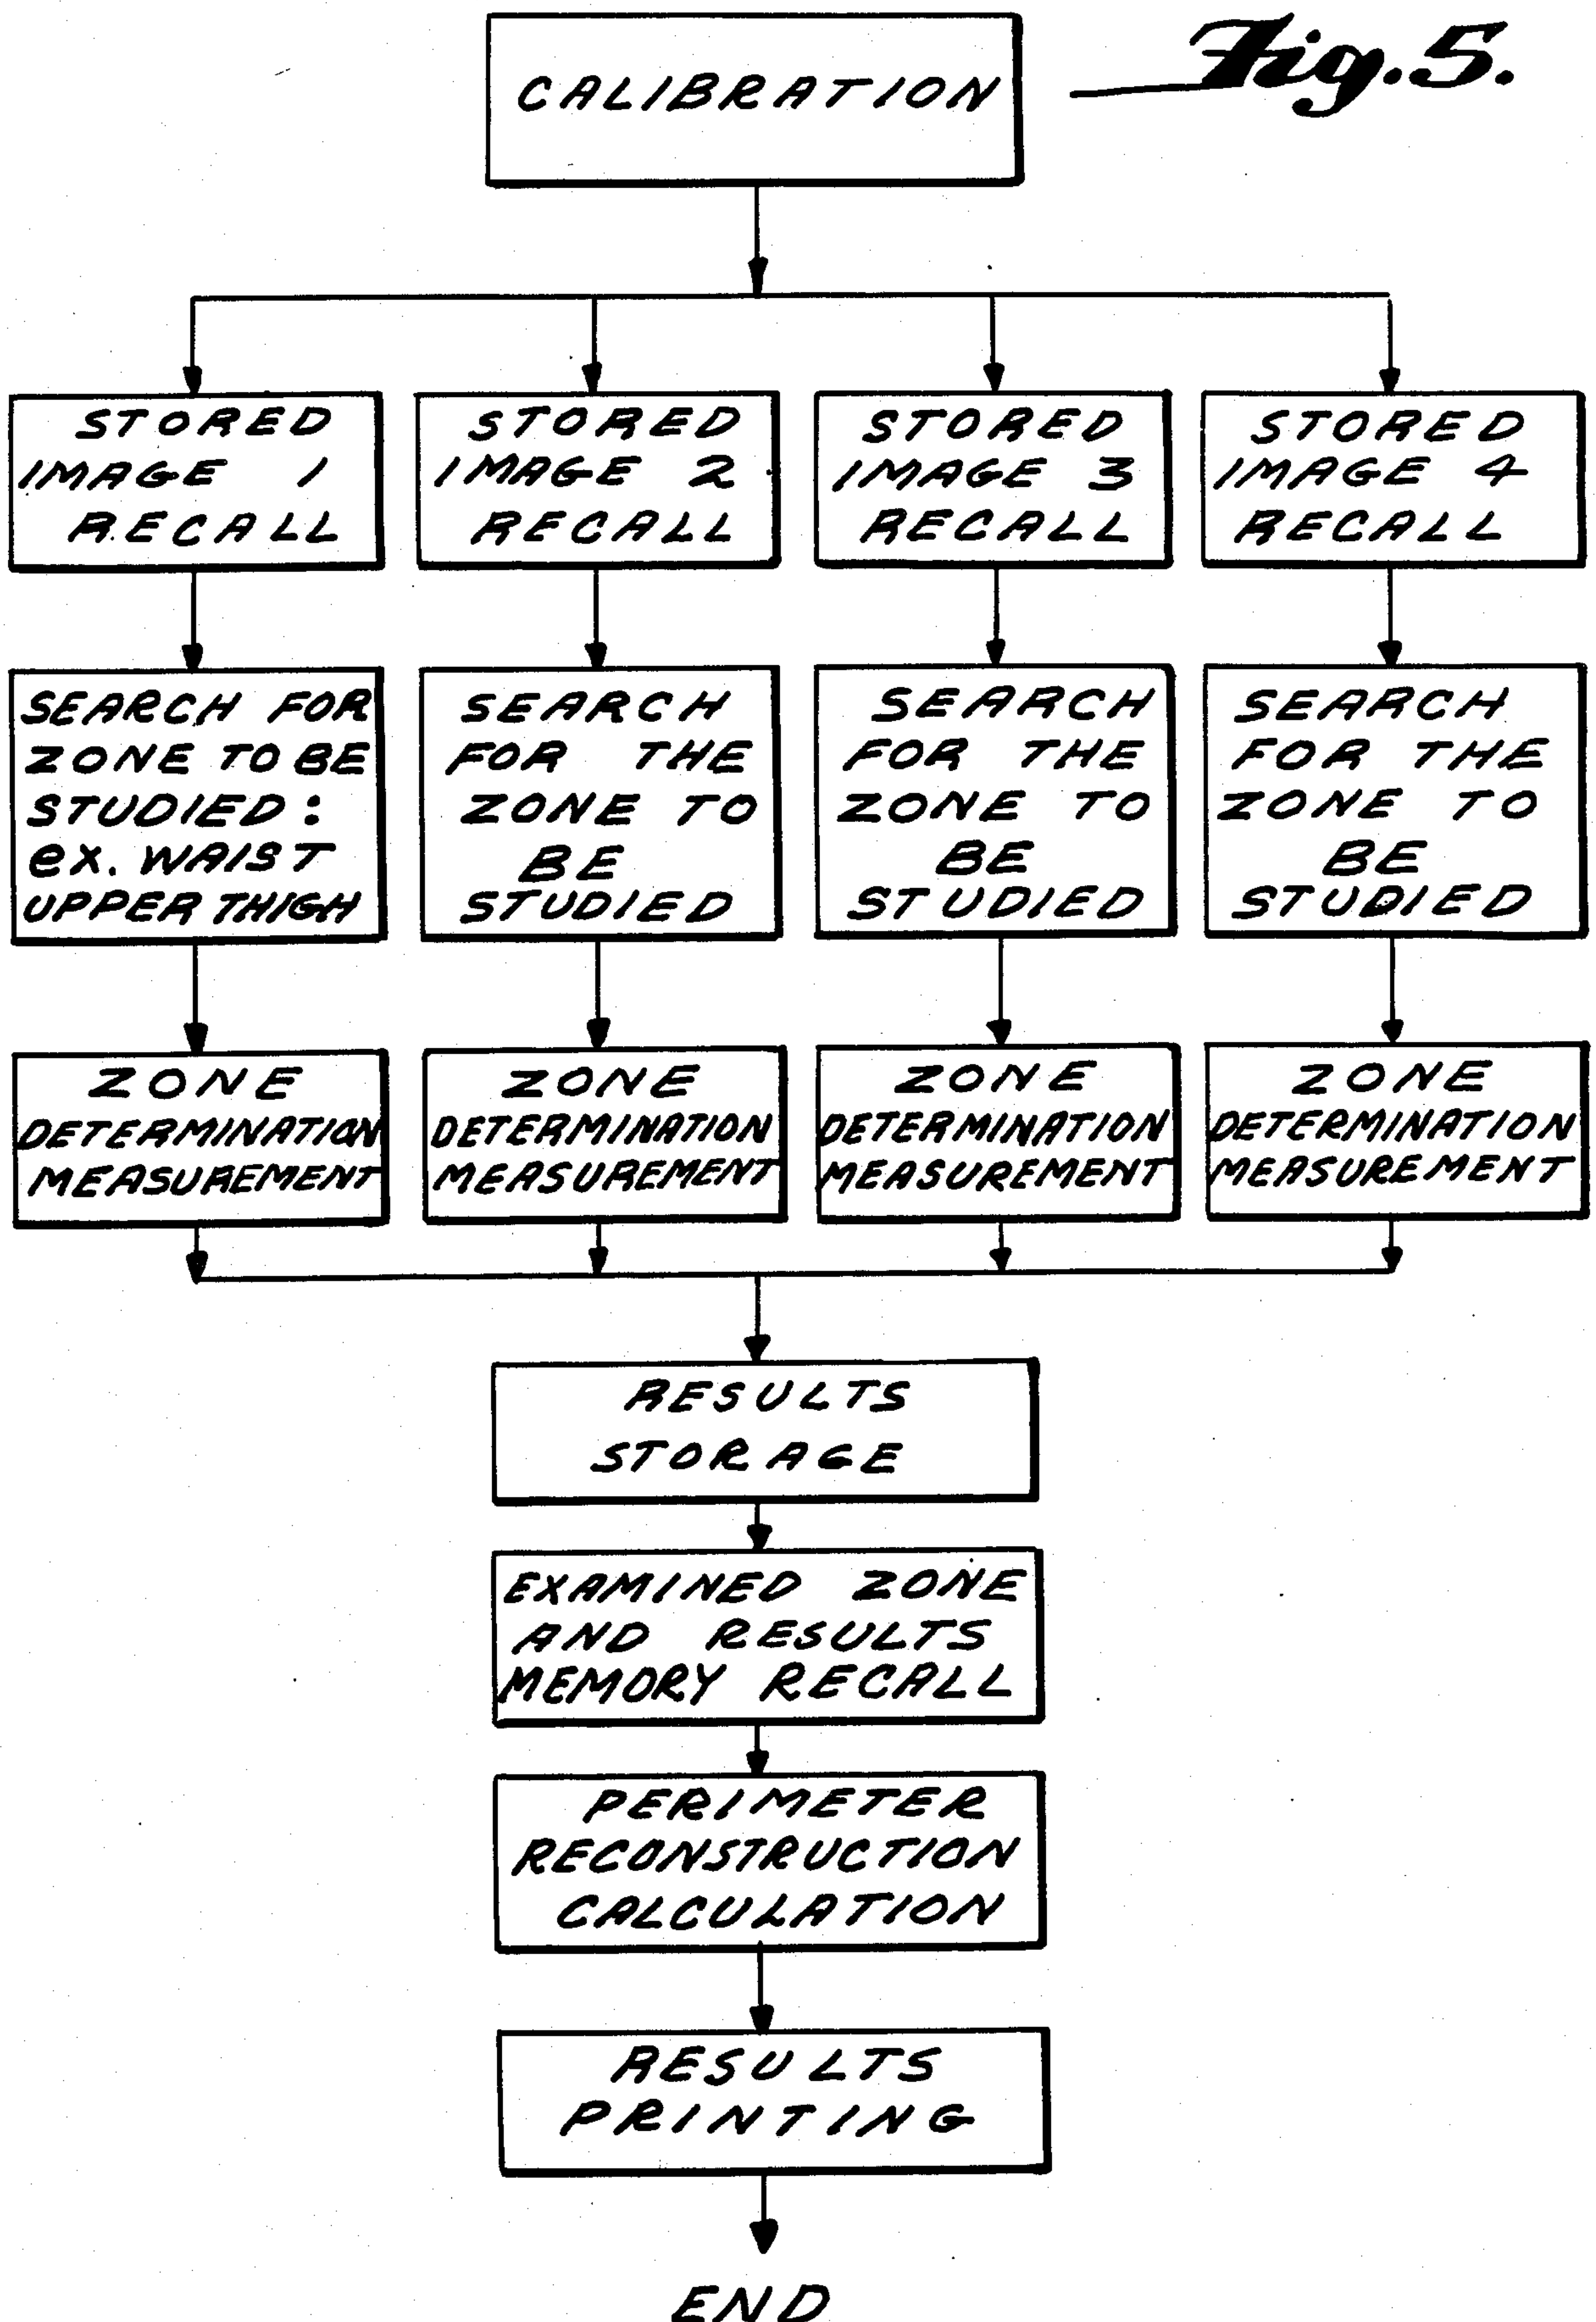 CALIBRATION
Fig. 5.
STORED
IMAGE 1
RECALL
STORED
IMAGE 2
RECALL
STORED
IMAGE 3
RECALL
STORED
IMAGE 4
RECALL
SEARCH FOR
ZONE TO BE
STUDIED:
ex. WAIST
UPPER THIGH
SEARCH
FOR THE
ZONE TO
BE
STUDIED
SEARCH
FOR THE
ZONE TO
BE
STUDIED
SEARCH
FOR THE
ZONE TO
BE
STUDIED
ZONE
DETERMINATION
MEASUREMENT
ZONE
DETERMINATION
MEASUREMENT
ZONE
DETERMINATION
MEASUREMENT
ZONE
DETERMINATION
MEASUREMENT
RESULTS
STORAGE
EXAMINED ZONE
AND RESULTS
MEMORY RECALL
PERIMETER
RECONSTRUCTION
CALCULATION
RESULTS
PRINTING
END